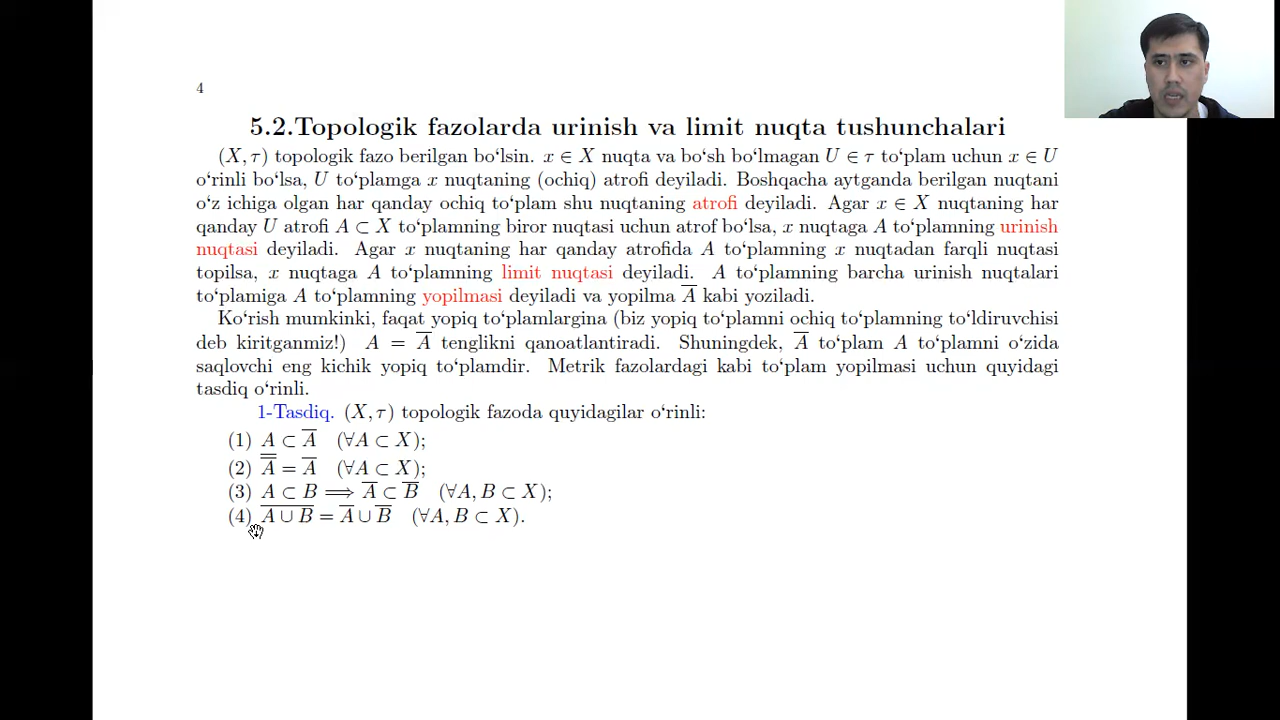 4
5.2.Topologik fazolarda urinish va limit nuqta tushunchalari
(X, τ) topologik fazo berilgan bo‘lsin. x ∈ X nuqta va bo‘sh bo‘lmagan U ∈ τ to‘plam uchun x ∈ U
o‘rinli bo‘lsa, U to‘plamga x nuqtaning (ochiq) atrofi deyiladi. Boshqacha aytganda berilgan nuqtani
o‘z ichiga olgan har qanday ochiq to‘plam shu nuqtaning atrofi deyiladi. Agar x ∈ X nuqtaning har
qanday U atrofi A ⊂ X to‘plamning biror nuqtasi uchun atrof bo‘lsa, x nuqtaga A to‘plamning urinish
nuqtasi deyiladi. Agar x nuqtaning har qanday atrofida A to‘plamning x nuqtadan farqli nuqtasi
topilsa, x nuqtaga A to‘plamning limit nuqtasi deyiladi. A to‘plamning barcha urinish nuqtalari
to‘plamiga A to‘plamning yopilmasi deyiladi va yopilma A̅ kabi yoziladi.
Ko‘rish mumkinki, faqat yopiq to‘plamlargina (biz yopiq to‘plamni ochiq to‘plamning to‘ldiruvchisi
deb kiritganmiz!) A = A̅ tenglikni qanoatlantiradi. Shuningdek, A̅ to‘plam A to‘plamni o‘zida
saqlovchi eng kichik yopiq to‘plamdir. Metrik fazolardagi kabi to‘plam yopilmasi uchun quyidagi
tasdiq o‘rinli.
1-Tasdiq. (X, τ) topologik fazoda quyidagilar o‘rinli:
(1) A ⊂ A̅ (∀A ⊂ X);
(2) A̿ = A̅ (∀A ⊂ X);
(3) A ⊂ B ⟹ A̅ ⊂ B̅ (∀A, B ⊂ X);
(4) A̅ ̅∪̅ ̅B̅ = A̅ ∪ B̅ (∀A, B ⊂ X).